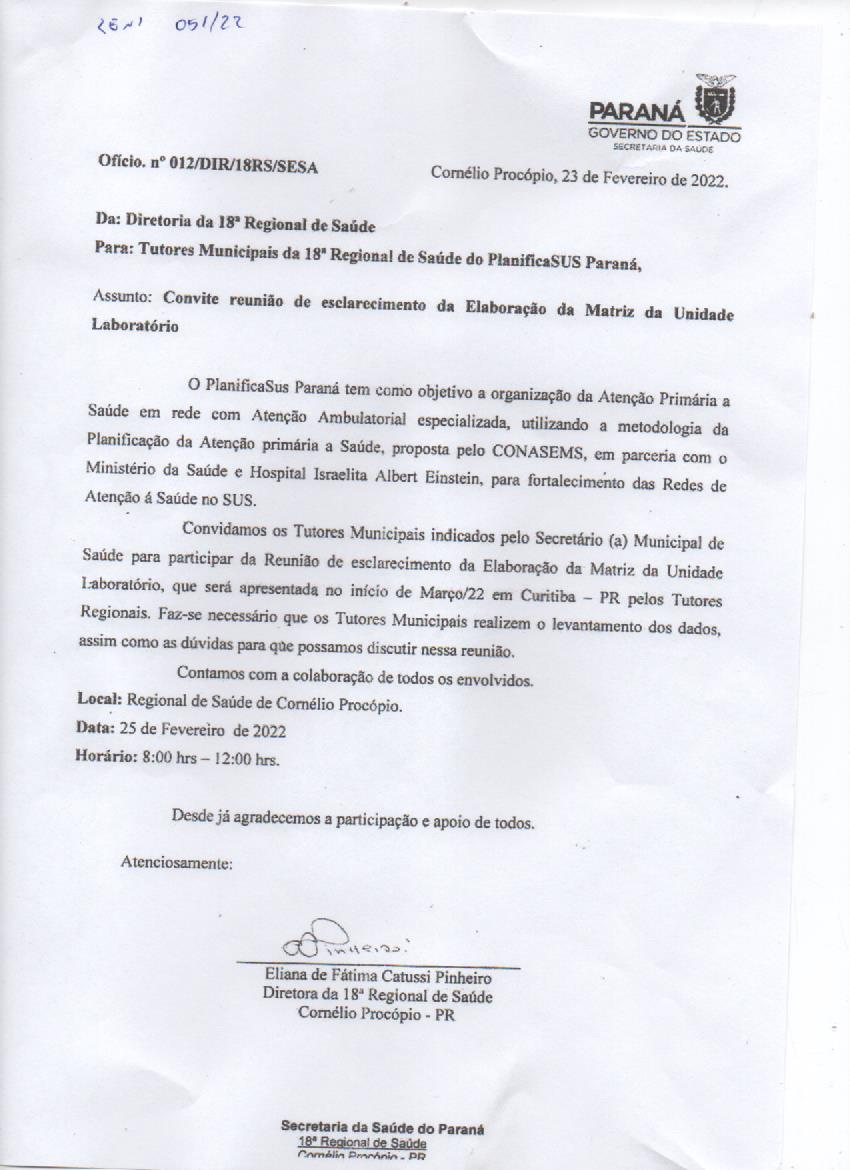 ZENI 051/22
PARANÁ
GOVERNO DO ESTADO
SECRETARIA DA SAÚDE
Ofício. nº 012/DIR/18RS/SESA
Cornélio Procópio, 23 de Fevereiro de 2022.
Da: Diretoria da 18ª Regional de Saúde
Para: Tutores Municipais da 18ª Regional de Saúde do PlanificaSUS Paraná,
Assunto: Convite reunião de esclarecimento da Elaboração da Matriz da Unidade
Laboratório
O PlanificaSus Paraná tem como objetivo a organização da Atenção Primária a
Saúde em rede com Atenção Ambulatorial especializada, utilizando a metodologia da
Planificação da Atenção primária a Saúde, proposta pelo CONASEMS, em parceria com o
Ministério da Saúde e Hospital Israelita Albert Einstein, para fortalecimento das Redes de
Atenção á Saúde no SUS.
Convidamos os Tutores Municipais indicados pelo Secretário (a) Municipal de
Saúde para participar da Reunião de esclarecimento da Elaboração da Matriz da Unidade
Laboratório, que será apresentada no início de Março/22 em Curitiba – PR pelos Tutores
Regionais. Faz-se necessário que os Tutores Municipais realizem o levantamento dos dados,
assim como as dúvidas para que possamos discutir nessa reunião.
Contamos com a colaboração de todos os envolvidos.
Local: Regional de Saúde de Cornélio Procópio.
Data: 25 de Fevereiro de 2022
Horário: 8:00 hrs – 12:00 hrs.
Desde já agradecemos a participação e apoio de todos.
Atenciosamente:
Pinheiro
Eliana de Fátima Catussi Pinheiro
Diretora da 18ª Regional de Saúde
Cornélio Procópio - PR
Secretaria da Saúde do Paraná
18ª Regional de Saúde
Cornélio Procópio - PR